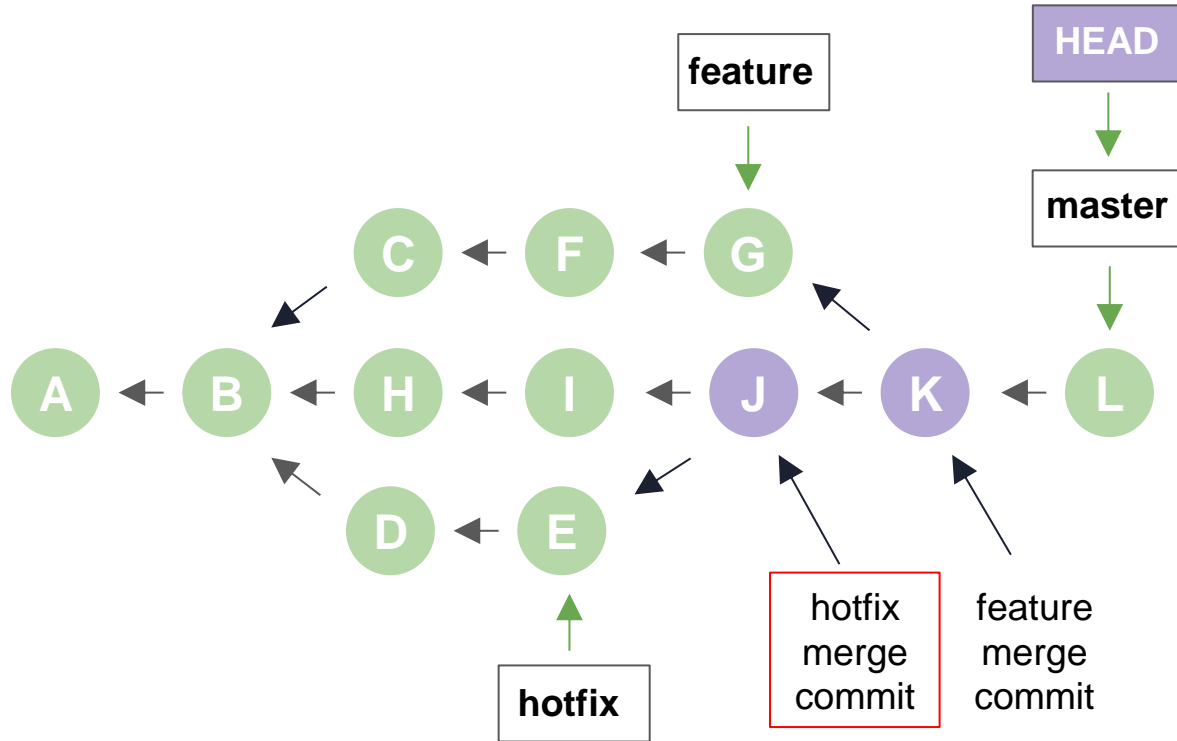 HEAD
feature
master
C F G
A B H I J K L
D E
hotfix
merge
commit
feature
merge
commit
hotfix